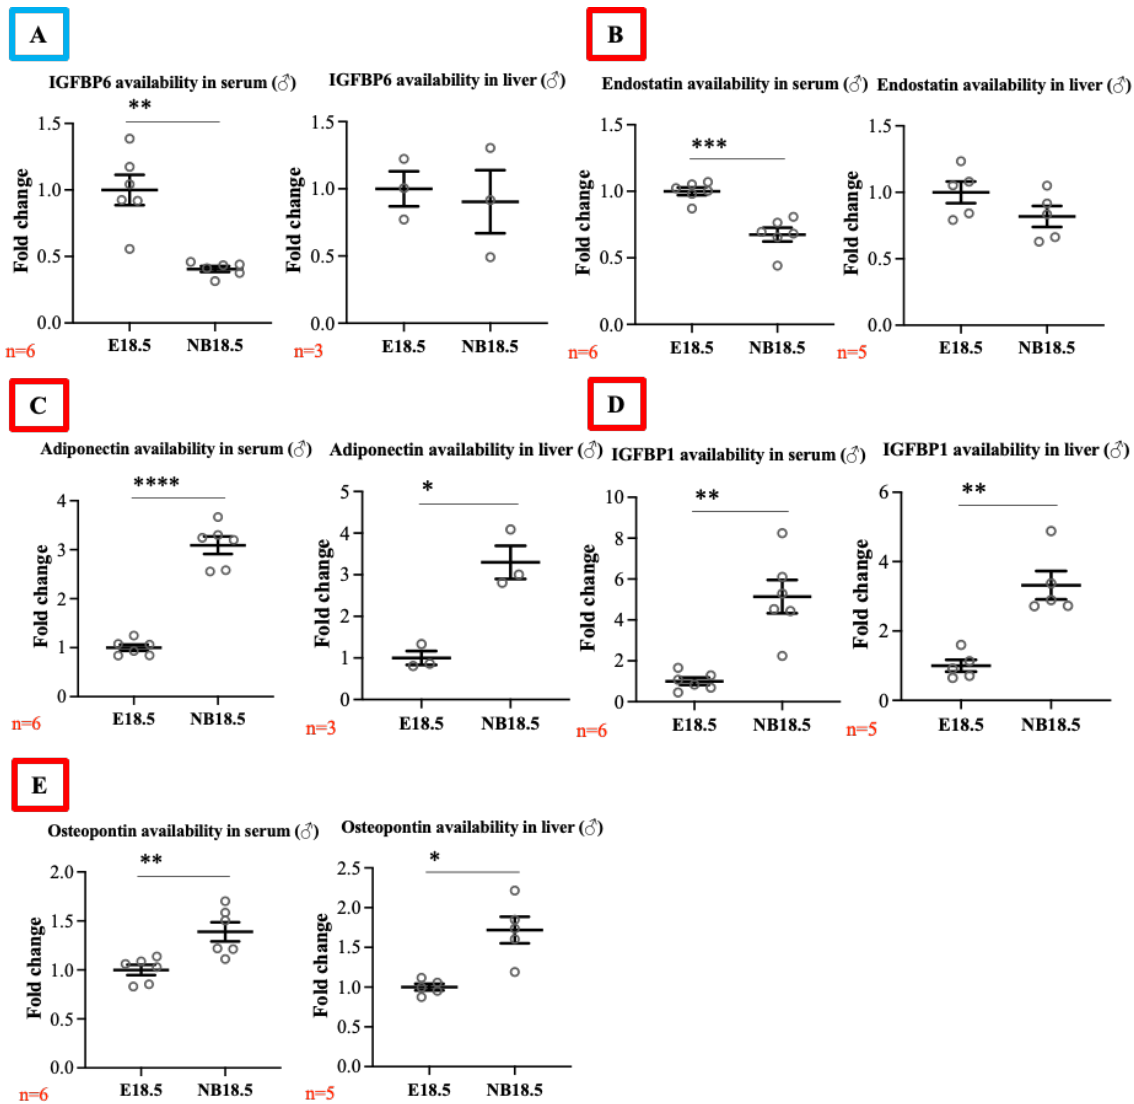 A
B
IGFBP6 availability in serum (♂)
IGFBP6 availability in liver (♂)
Endostatin availability in serum (♂)
Endostatin availability in liver (♂)
**
***
Fold change
1.5
1.0
0.5
0.0
E18.5
NB18.5
n=6
Fold change
1.5
1.0
0.5
0.0
E18.5
NB18.5
n=3
Fold change
1.5
1.0
0.5
0.0
E18.5
NB18.5
n=6
Fold change
1.5
1.0
0.5
0.0
E18.5
NB18.5
n=5
C
D
Adiponectin availability in serum (♂)
Adiponectin availability in liver (♂)
IGFBP1 availability in serum (♂)
IGFBP1 availability in liver (♂)
****
*
**
**
Fold change
4
3
2
1
0
E18.5
NB18.5
n=6
Fold change
5
4
3
2
1
0
E18.5
NB18.5
n=3
Fold change
10
8
6
4
2
0
E18.5
NB18.5
n=6
Fold change
6
4
2
0
E18.5
NB18.5
n=5
E
Osteopontin availability in serum (♂)
Osteopontin availability in liver (♂)
**
*
Fold change
2.0
1.5
1.0
0.5
0.0
E18.5
NB18.5
n=6
Fold change
2.5
2.0
1.5
1.0
0.5
0.0
E18.5
NB18.5
n=5